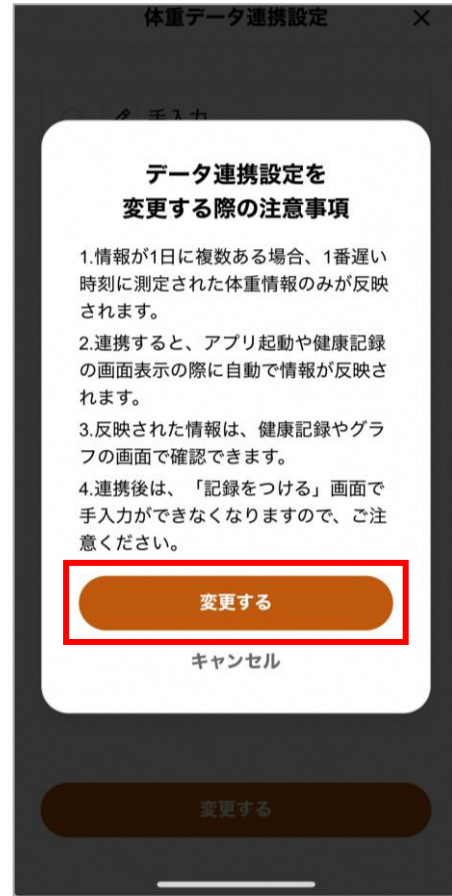 体重データ連携設定
手入力
データ連携設定を
変更する際の注意事項
1.情報が1日に複数ある場合、1番遅い
時刻に測定された体重情報のみが反映
されます。
2.連携すると、アプリ起動や健康記録
の画面表示の際に自動で情報が反映さ
れます。
3.反映された情報は、健康記録やグラ
フの画面で確認できます。
4.連携後は、「記録をつける」画面で
手入力ができなくなりますので、ご注
意ください。
変更する
キャンセル
変更する